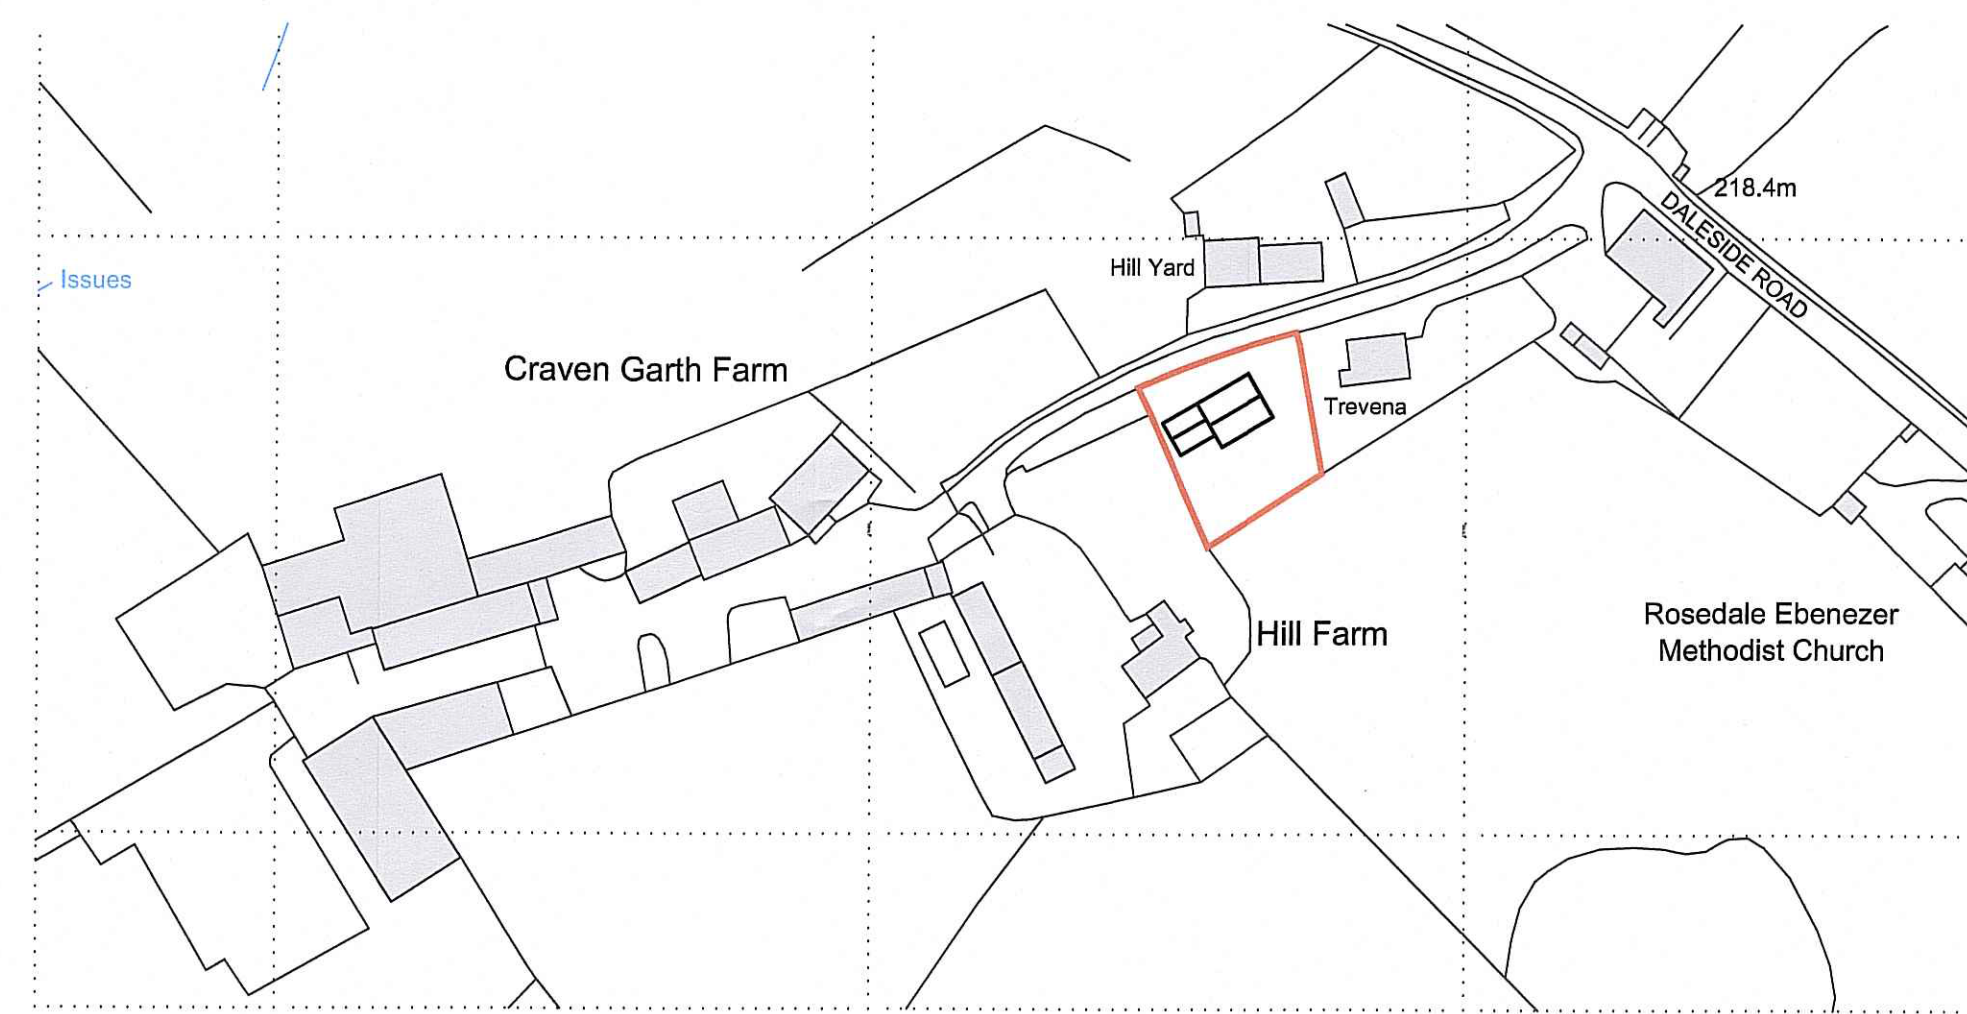 218.4m
DALESIDE ROAD
Hill Yard
Issues
Craven Garth Farm
Trevena
Hill Farm
Rosedale Ebenezer
Methodist Church